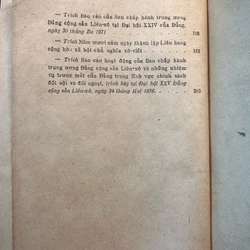 — Trích Báo cáo của Ban chấp hành trung ương
Đảng cộng sản Liên-xô tại Đại hội XXIV của Đảng,
ngày 30 tháng Ba 1971
— Trích Năm mươi năm ngày thành lập Liên bang
cộng hòa xã hội chủ nghĩa xô-viết
— Trích Báo cáo hoạt động của Ban chấp hành
trung ương Đảng cộng sản Liên-xô và những nhiệm
vụ trước mắt của Đảng trong lĩnh vực chính sách
đối nội và đối ngoại, trình bày tại Đại hội XXV Đảng
cộng sản Liên-xô, ngày 24 tháng Hai 1976